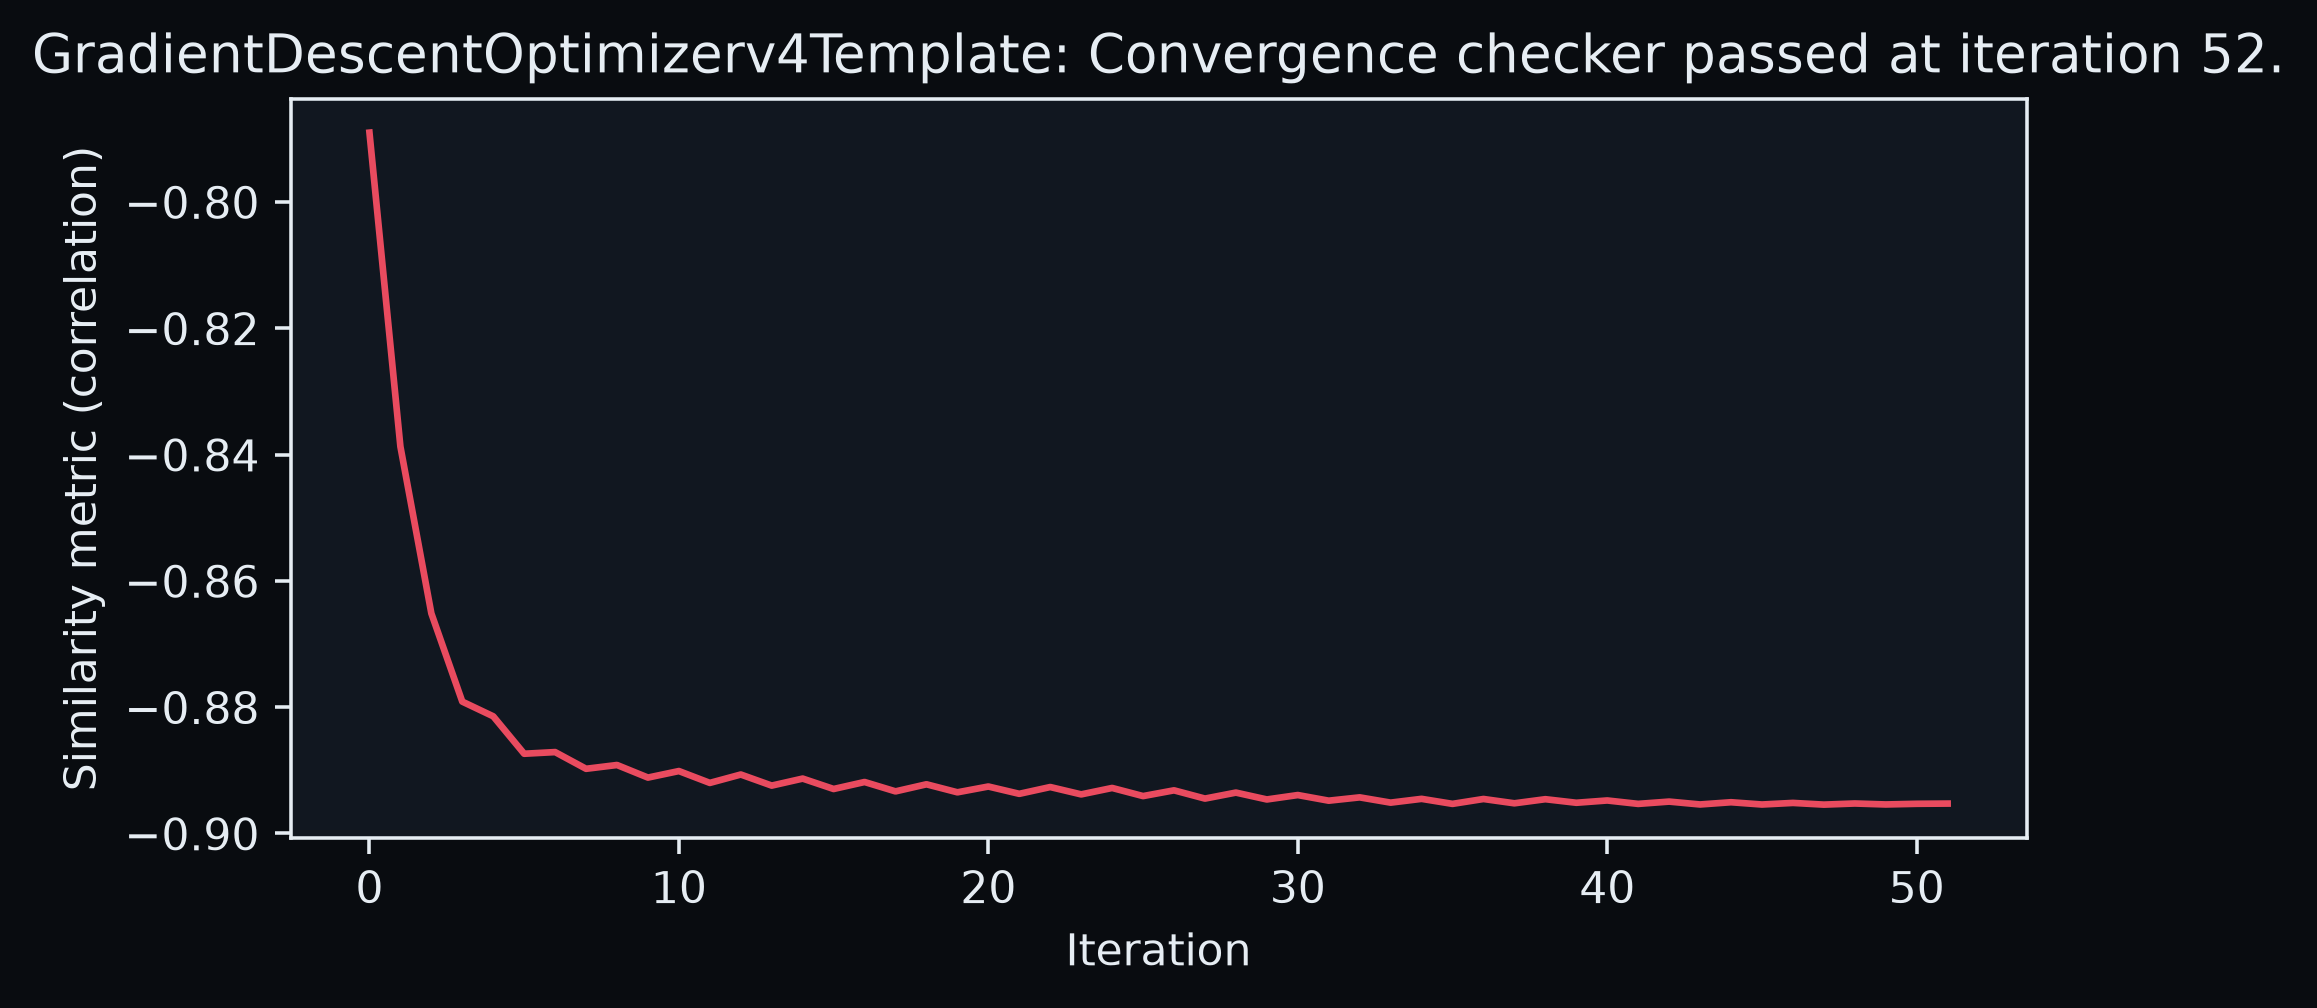 GradientDescentOptimizerv4Template: Convergence checker passed at iteration 52.
Similarity metric (correlation)
−0.80
−0.82
−0.84
−0.86
−0.88
−0.90
0 10 20 30 40 50
Iteration